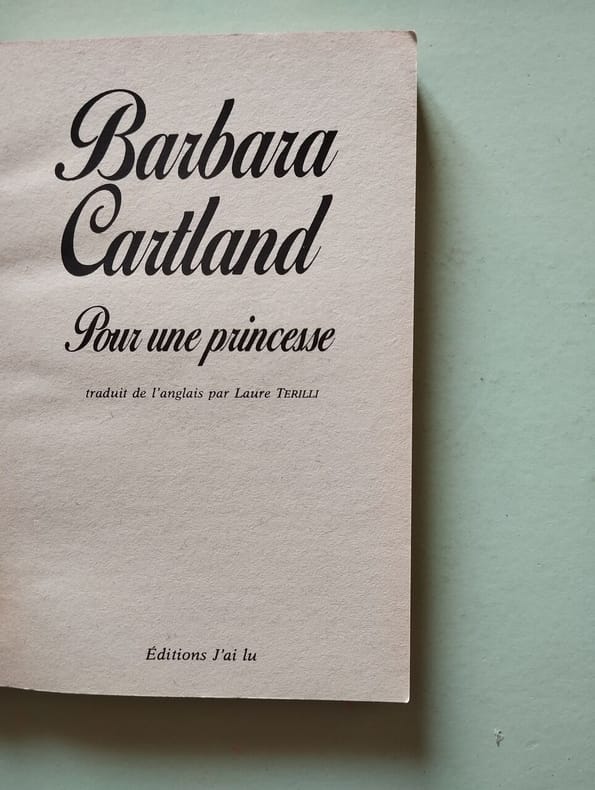 Barbara
Cartland
Pour une princesse
traduit de l'anglais par Laure TERILLI
Éditions J'ai lu